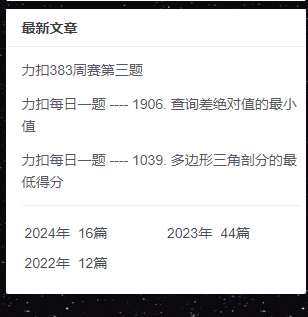 最新文章
力扣383周赛第三题
力扣每日一题 ---- 1906. 查询差绝对值的最小
值
力扣每日一题 ---- 1039. 多边形三角剖分的最
低得分
2024年 16篇 2023年 44篇
2022年 12篇